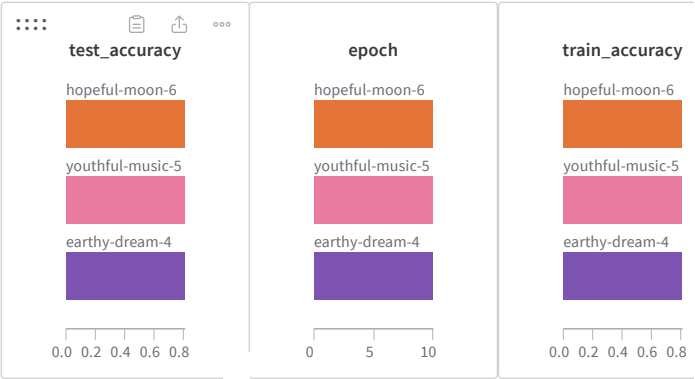 test_accuracy
hopeful-moon-6
youthful-music-5
earthy-dream-4
0.0 0.2 0.4 0.6 0.8
epoch
hopeful-moon-6
youthful-music-5
earthy-dream-4
0 5 10
train_accuracy
hopeful-moon-6
youthful-music-5
earthy-dream-4
0.0 0.2 0.4 0.6 0.8